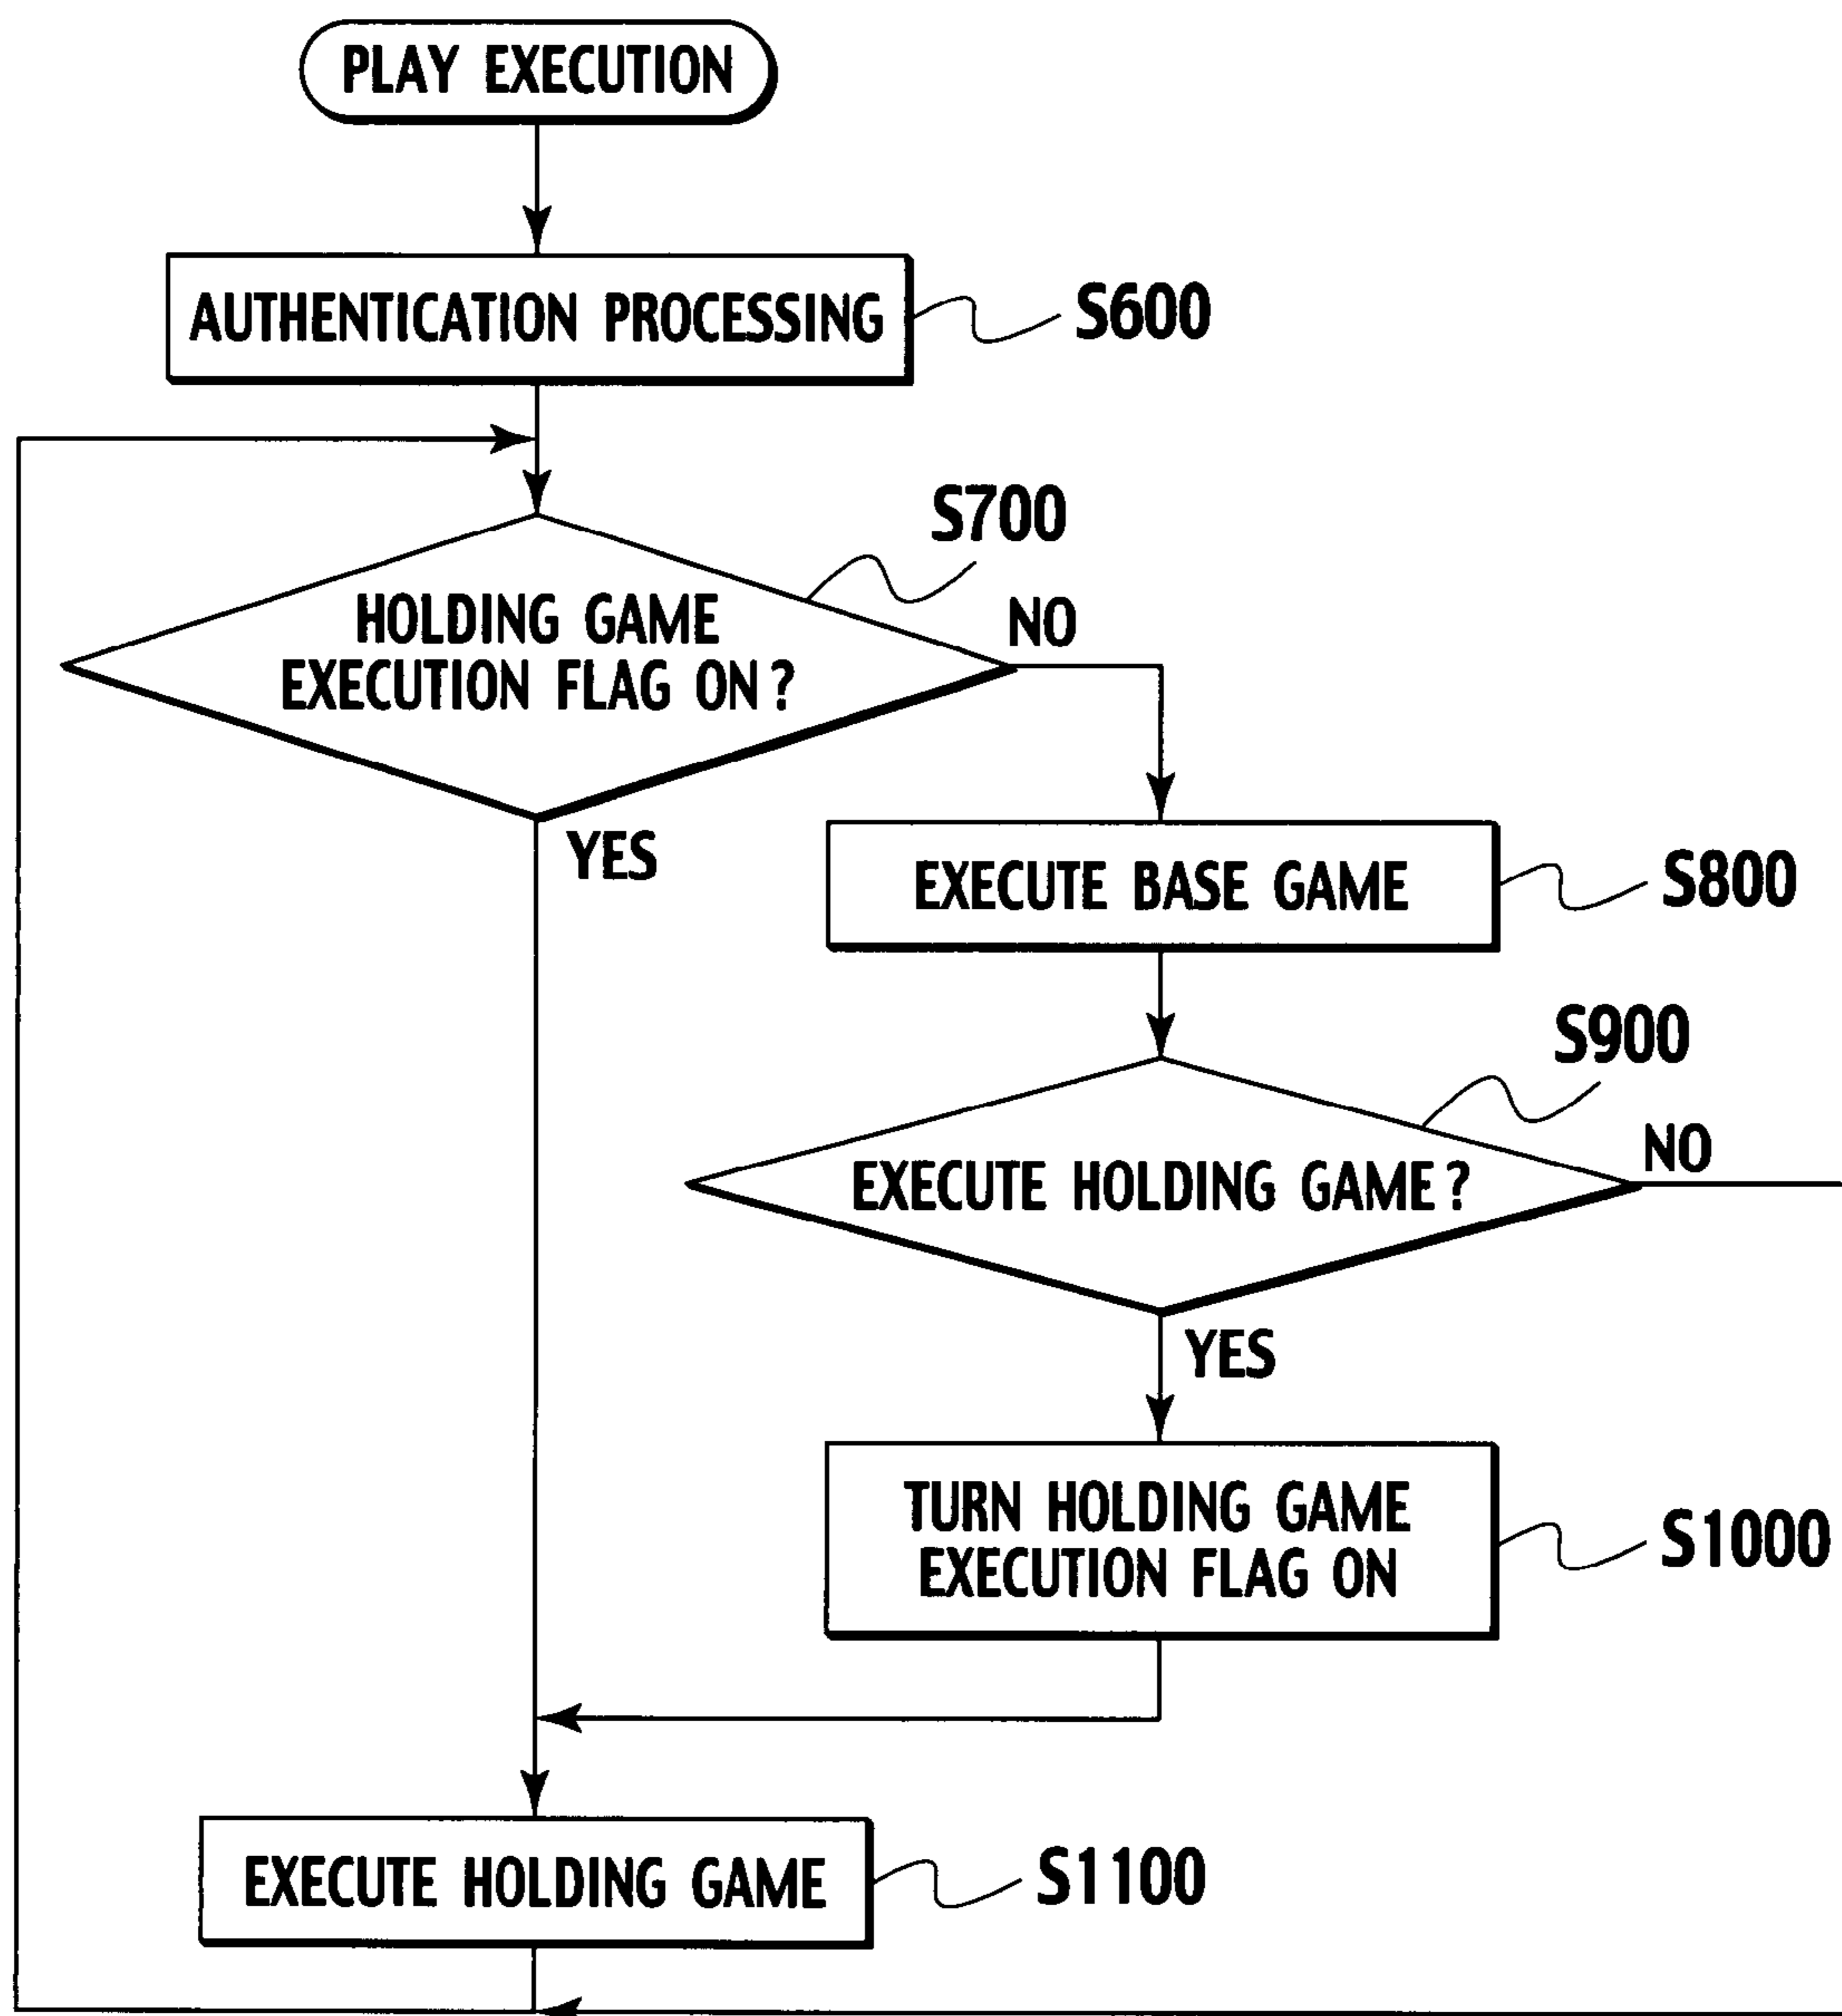 PLAY EXECUTION
AUTHENTICATION PROCESSING
S600
S700
HOLDING GAME
EXECUTION FLAG ON?
NO
YES
EXECUTE BASE GAME
S800
S900
EXECUTE HOLDING GAME?
NO
YES
TURN HOLDING GAME
EXECUTION FLAG ON
S1000
EXECUTE HOLDING GAME
S1100